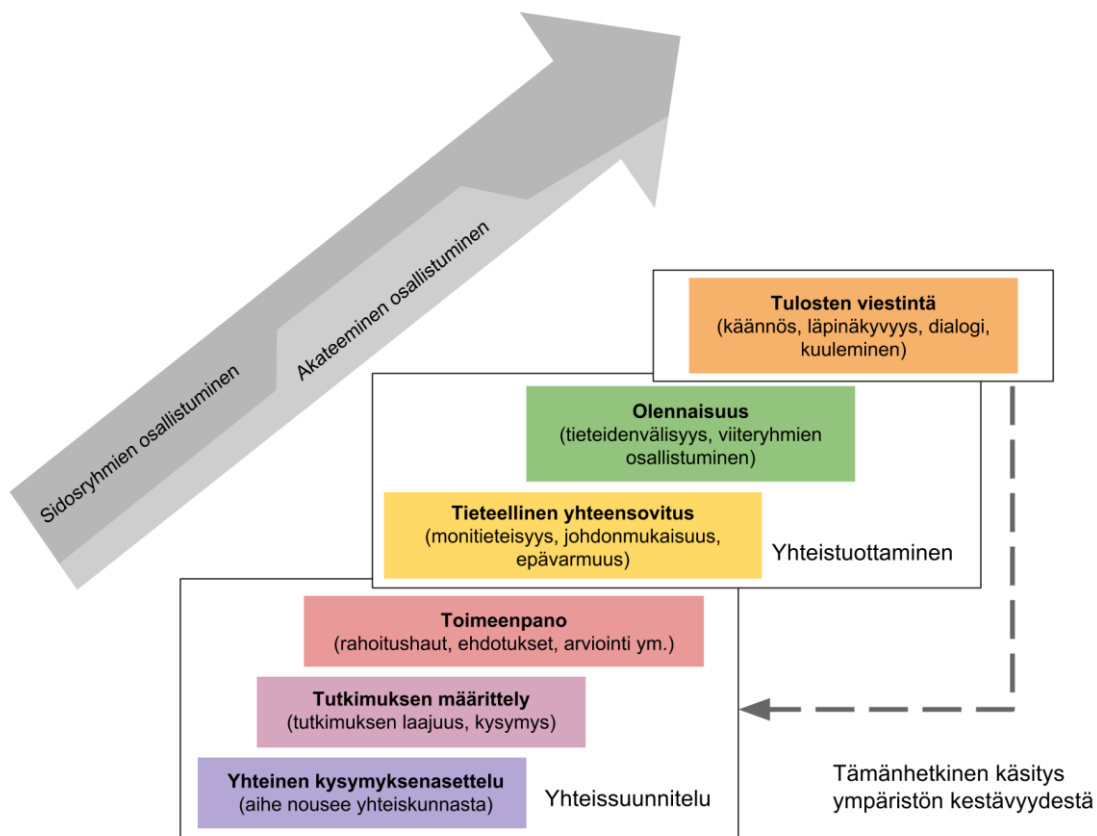 Sidosryhmien osallistuminen
Akateeminen osallistuminen
Tulosten viestintä
(käännös, läpinäkyvyys, dialogi,
kuuleminen)
Olennaisuus
(tieteidenvälisyys, viiteryhmien
osallistuminen)
Tieteellinen yhteensovitus
(monitieteisyys, johdonmukaisuus,
epävarmuus)
Yhteistuottaminen
Toimeenpano
(rahoitushaut, ehdotukset, arviointi ym.)
Tutkimuksen määrittely
(tutkimuksen laajuus, kysymys)
Yhteinen kysymyksenasettelu
(aihe nousee yhteiskunnasta)
Yhteissuunnitelu
Tämänhetkinen käsitys
ympäristön kestävyydestä